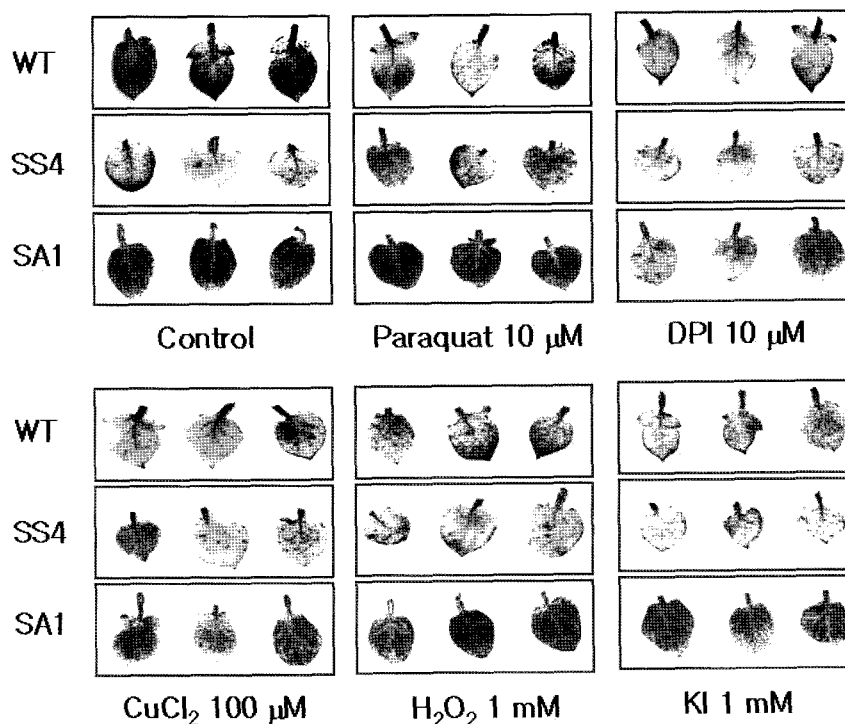 WT
SS4
SA1
Control Paraquat 10 µM DPI 10 µM
WT
SS4
SA1
CuCl₂ 100 µM H₂O₂ 1 mM KI 1 mM